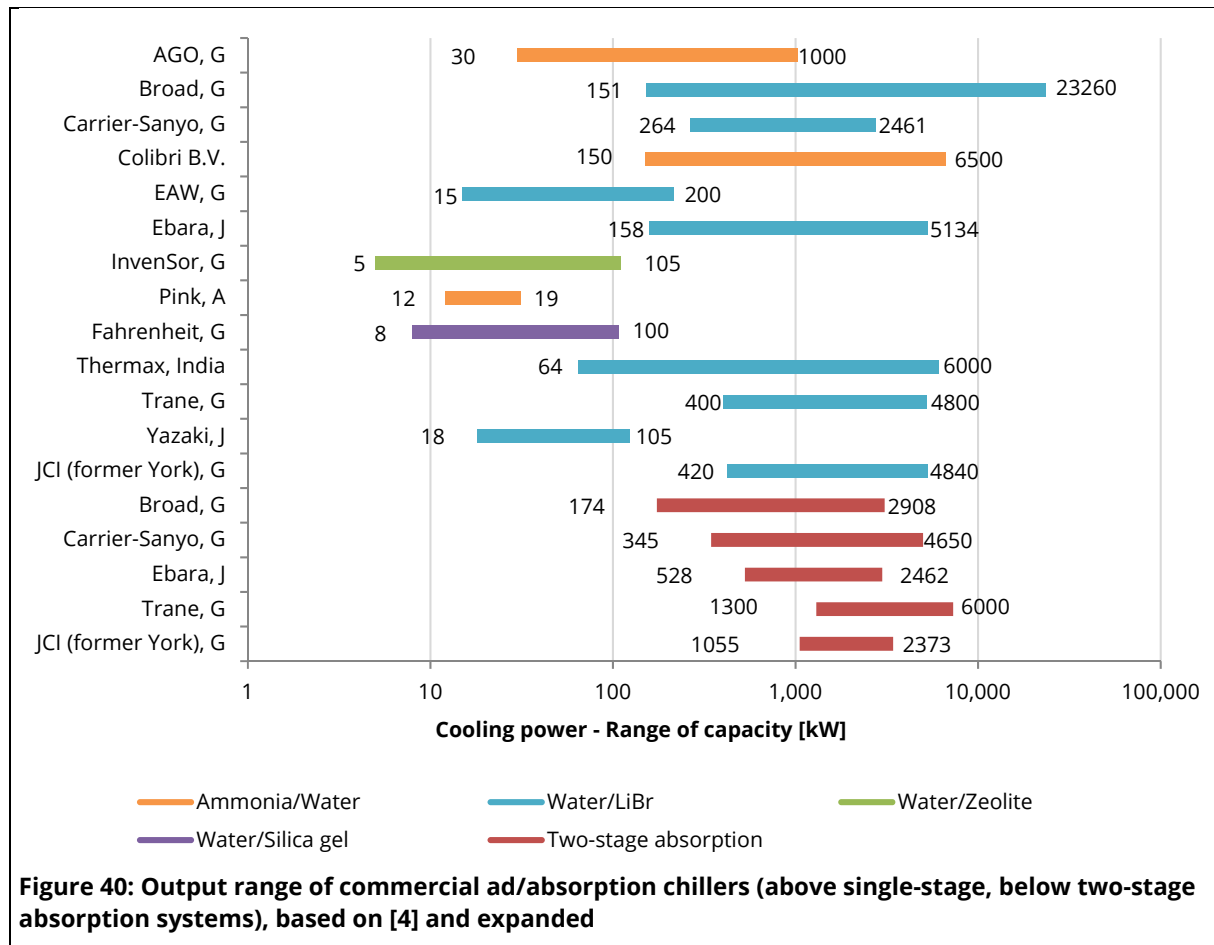 AGO, G 30 1000
Broad, G 151 23260
Carrier-Sanyo, G 264 2461
Colibri B.V. 150 6500
EAW, G 15 200
Ebara, J 158 5134
InvenSor, G 5 105
Pink, A 12 19
Fahrenheit, G 8 100
Thermax, India 64 6000
Trane, G 400 4800
Yazaki, J 18 105
JCI (former York), G 420 4840
Broad, G 174 2908
Carrier-Sanyo, G 345 4650
Ebara, J 528 2462
Trane, G 1300 6000
JCI (former York), G 1055 2373
1 10 100 1,000 10,000 100,000
Cooling power - Range of capacity [kW]
Ammonia/Water Water/LiBr Water/Zeolite
Water/Silica gel Two-stage absorption
Figure 40: Output range of commercial ad/absorption chillers (above single-stage, below two-stage
absorption systems), based on [4] and expanded